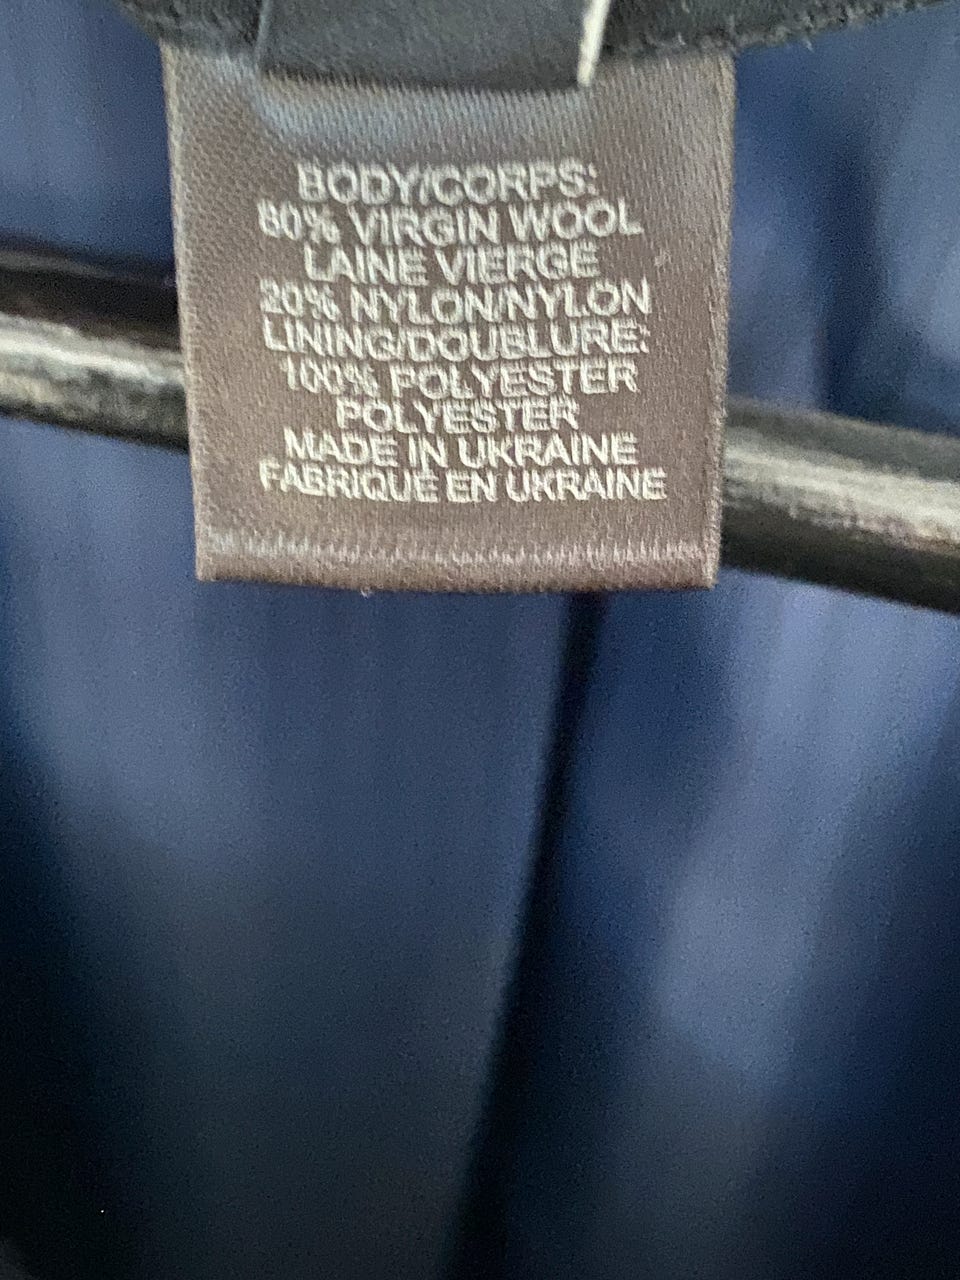 BODY/CORPS:
80% VIRGIN WOOL
LAINE VIERGE
20% NYLON/NYLON
LINING/DOUBLURE:
100% POLYESTER
POLYESTER
MADE IN UKRAINE
FABRIQUE EN UKRAINE